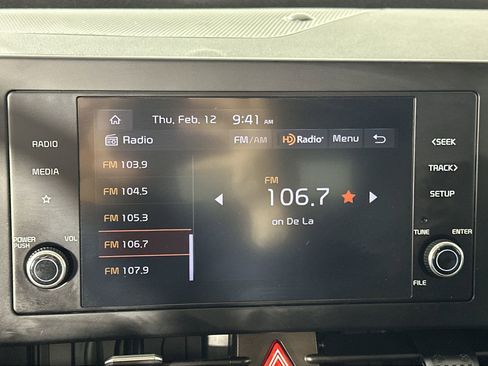 Thu, Feb, 12 9:41 AM
Radio FM/AM HD Radio Menu
FM 103.9
FM 104.5
FM 105.3
FM 106.7
FM 107.9
FM
106.7
on De La
RADIO
MEDIA
POWER PUSH VOL
<SEEK
TRACK>
SETUP
TUNE ENTER
FILE